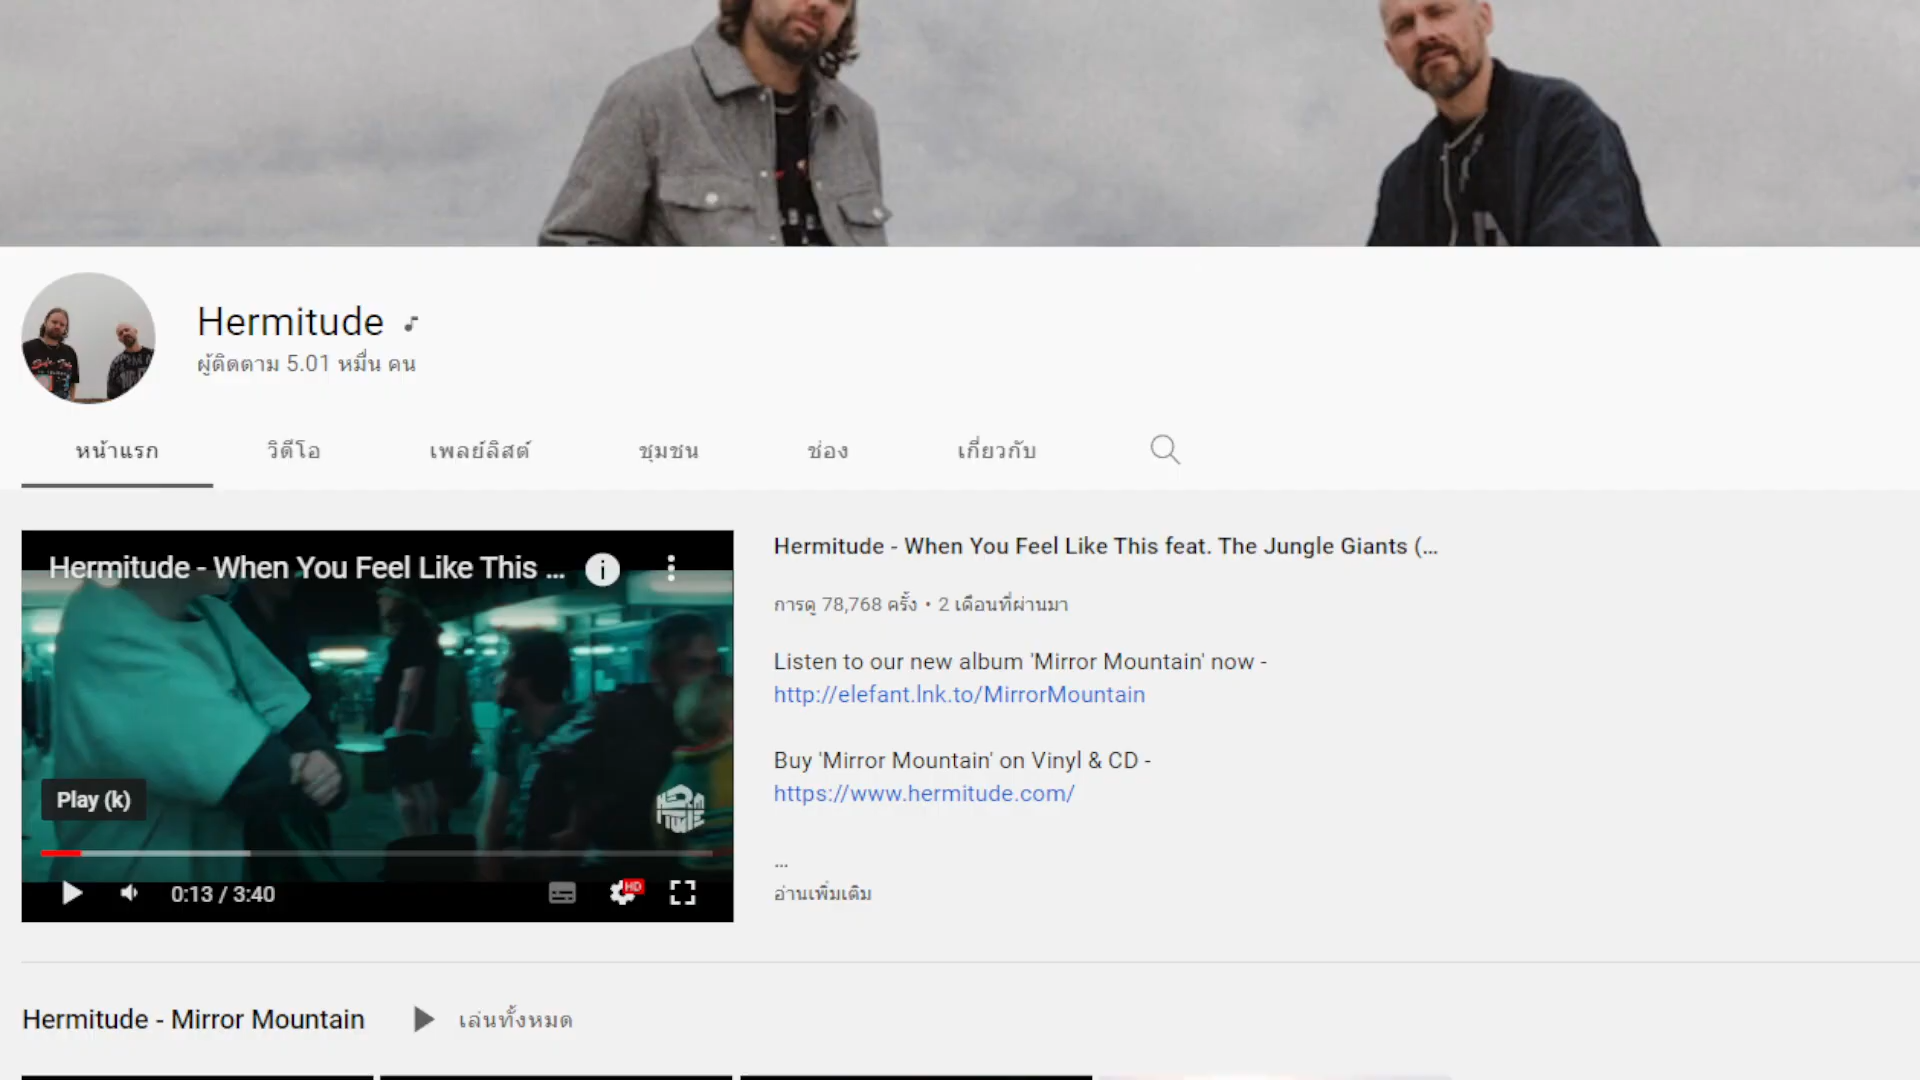 Hermitude
ผู้ติดตาม 5.01 หมื่น คน
หน้าแรก วิดีโอ เพลย์ลิสต์ ชุมชน ช่อง เกี่ยวกับ
Hermitude - When You Feel Like This ...
Play (k)
0:13 / 3:40
HD
Hermitude - When You Feel Like This feat. The Jungle Giants (...
การดู 78,768 ครั้ง • 2 เดือนที่ผ่านมา
Listen to our new album 'Mirror Mountain' now -
http://elefant.lnk.to/MirrorMountain
Buy 'Mirror Mountain' on Vinyl & CD -
https://www.hermitude.com/
...
อ่านเพิ่มเติม
Hermitude - Mirror Mountain
เล่นทั้งหมด